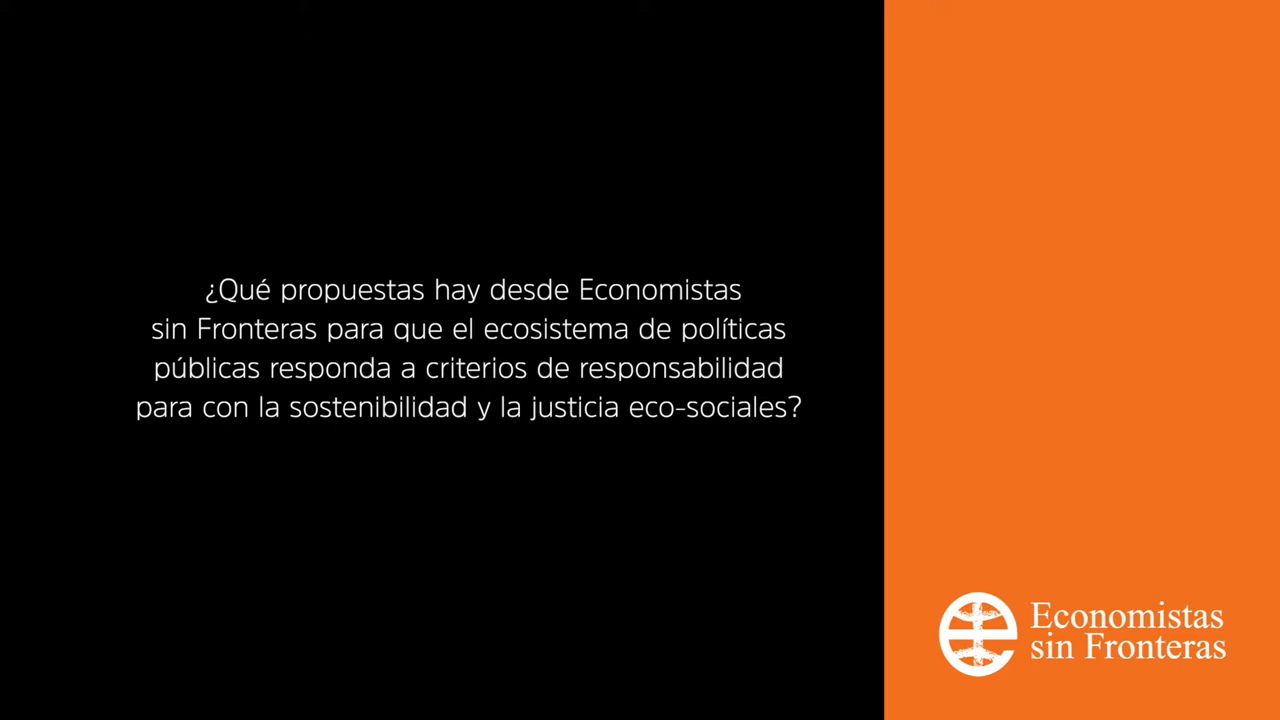 ¿Qué propuestas hay desde Economistas
sin Fronteras para que el ecosistema de políticas
públicas responda a criterios de responsabilidad
para con la sostenibilidad y la justicia eco-sociales?
Economistas
sin Fronteras